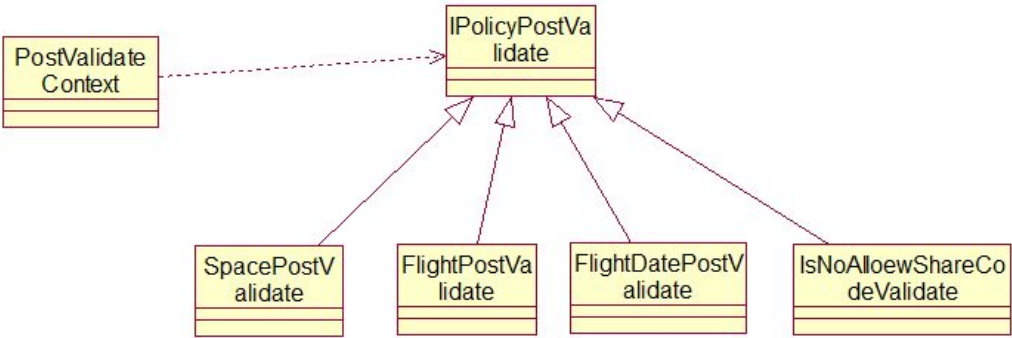 IPolicyPostVa
lidate
PostValidate
Context
SpacePostV
alidate
FlightPostVa
lidate
FlightDatePostV
alidate
IsNoAlloewShareCo
deValidate